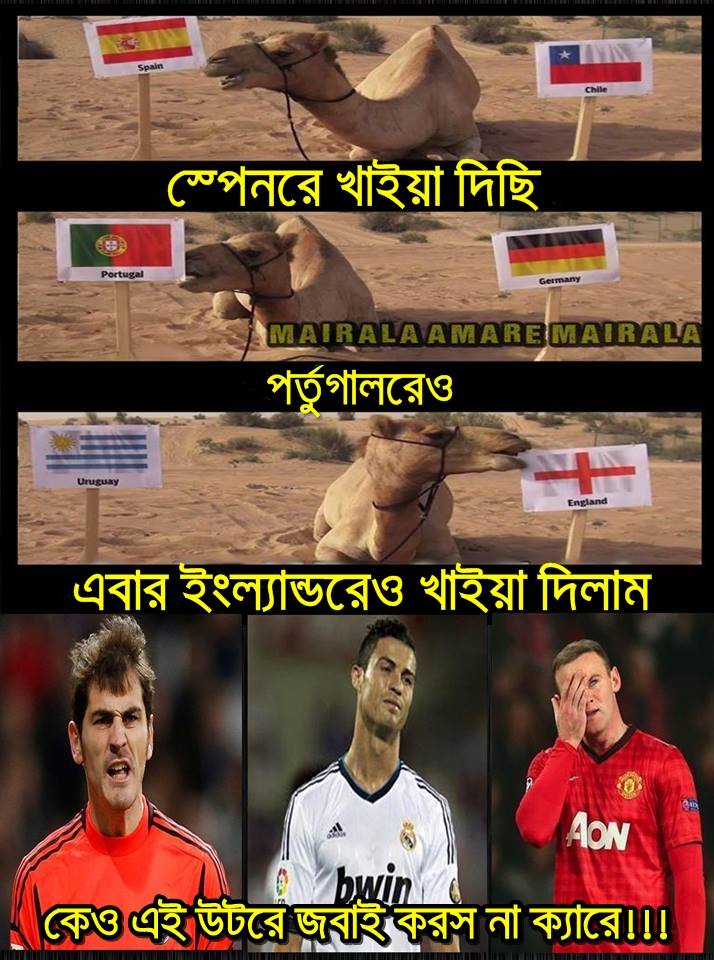 Spain
Chile
স্পেনরে খাইয়া দিছি
Portugal
Germany
MAIRALA AMARE MAIRALA
পর্তুগালরেও
Uruguay
England
এবার ইংল্যান্ডরেও খাইয়া দিলাম
adidas
bwin
AON
কেও এই উটরে জবাই করস না ক্যারে!!!